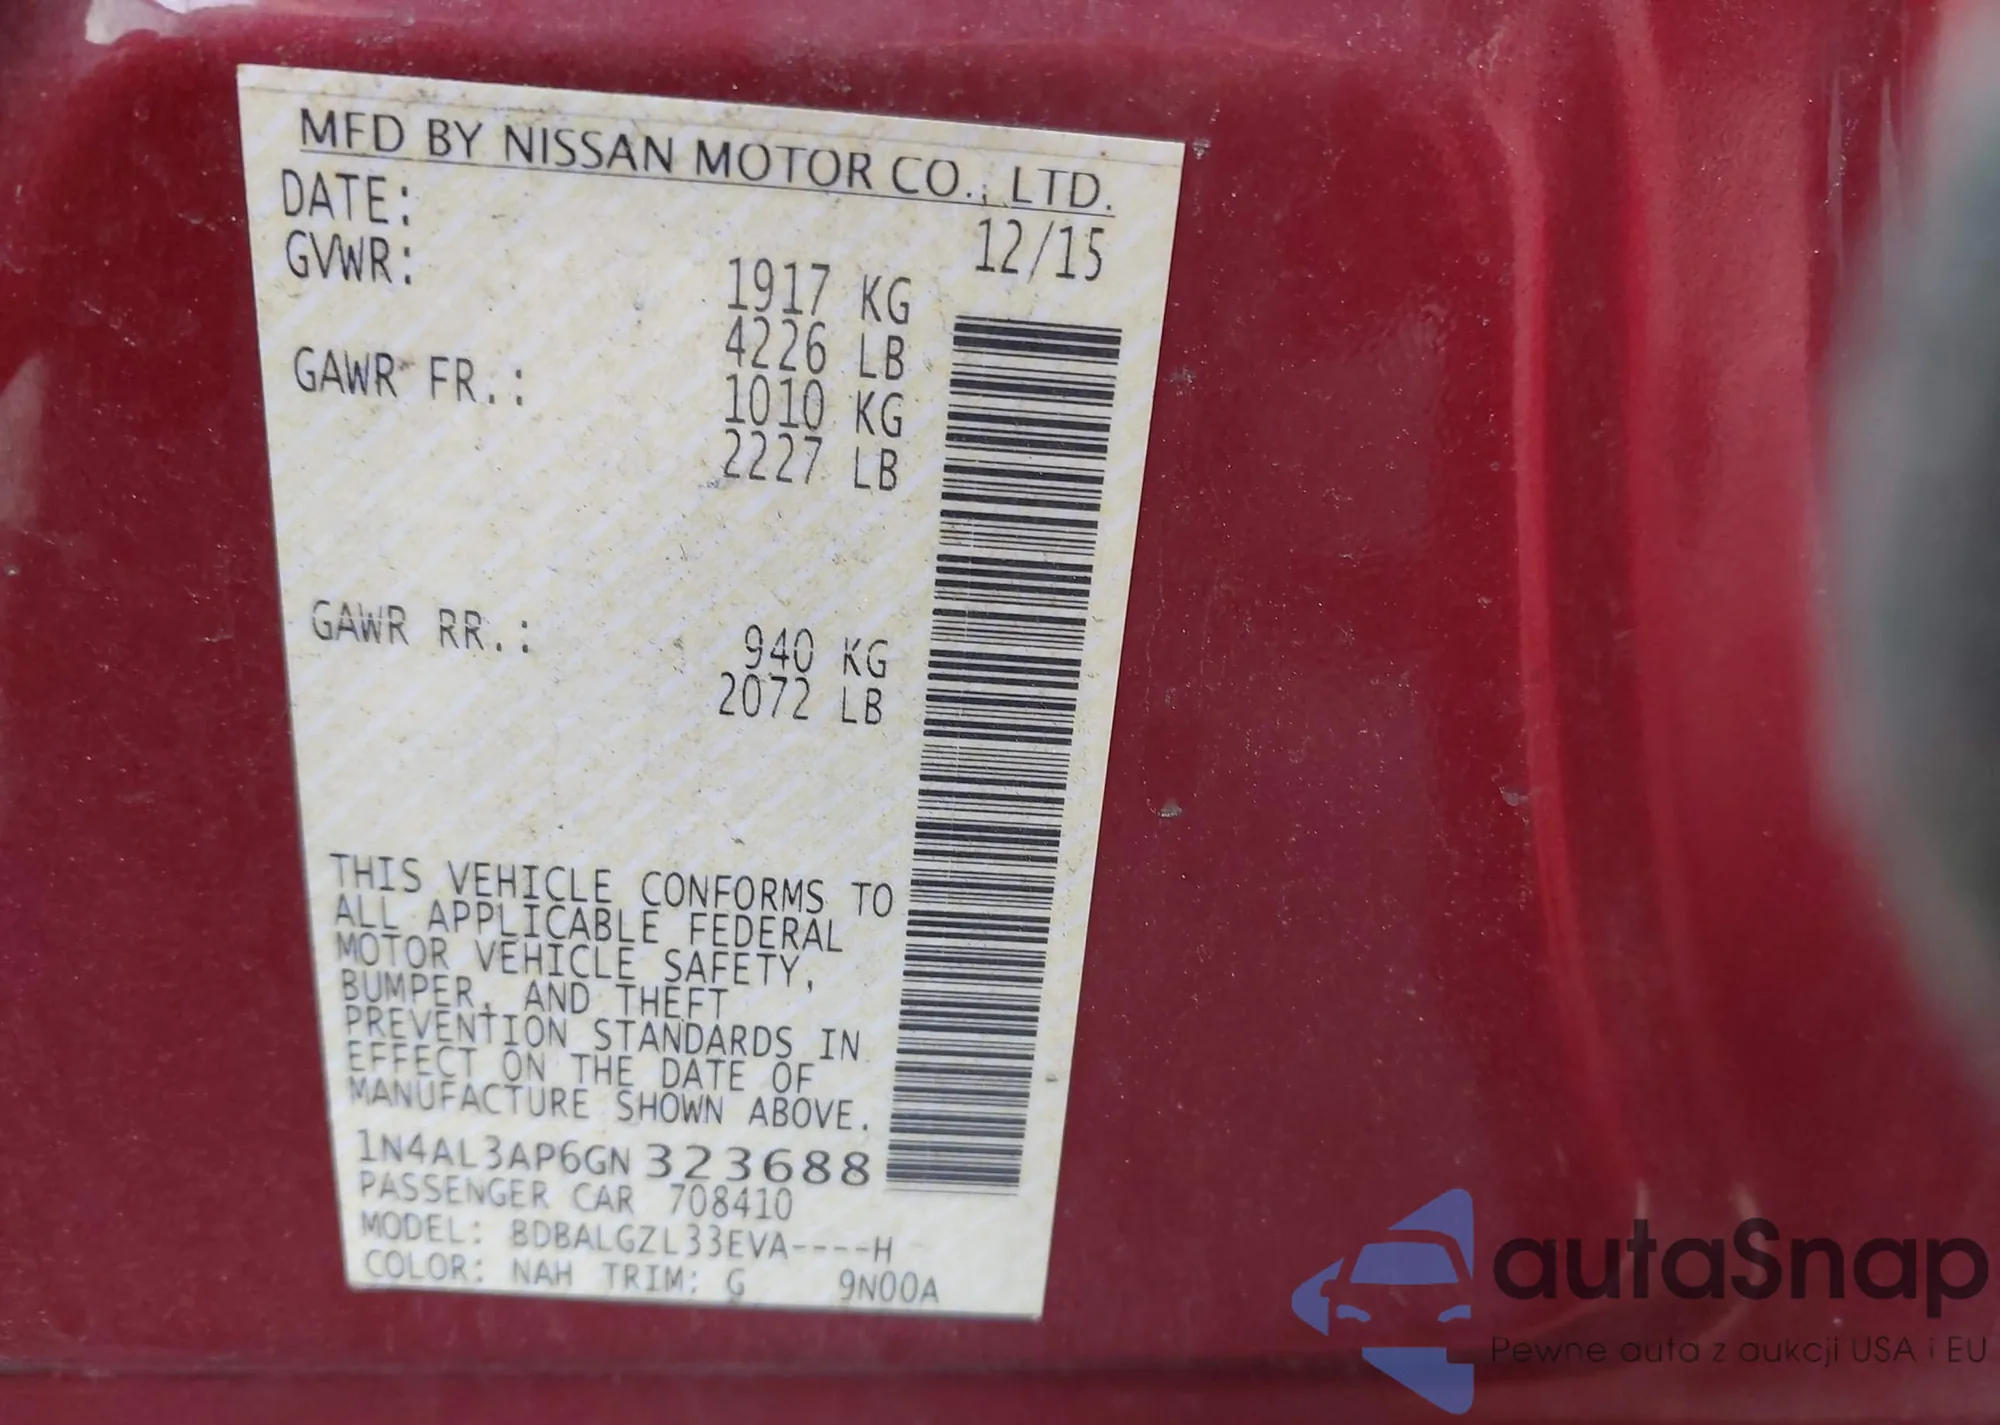 MFD BY NISSAN MOTOR CO., LTD.
DATE: 12/15
GVWR: 1917 KG
4226 LB
GAWR FR.: 1010 KG
2227 LB
GAWR RR.: 940 KG
2072 LB
THIS VEHICLE CONFORMS TO
ALL APPLICABLE FEDERAL
MOTOR VEHICLE SAFETY,
BUMPER, AND THEFT
PREVENTION STANDARDS IN
EFFECT ON THE DATE OF
MANUFACTURE SHOWN ABOVE.
1N4AL3AP6GN323688
PASSENGER CAR 708410
MODEL: BDBALGZL33EVA----H
COLOR: NAH TRIM: G 9N00A
autaSnap
Pewne auta z aukcji USA i EU